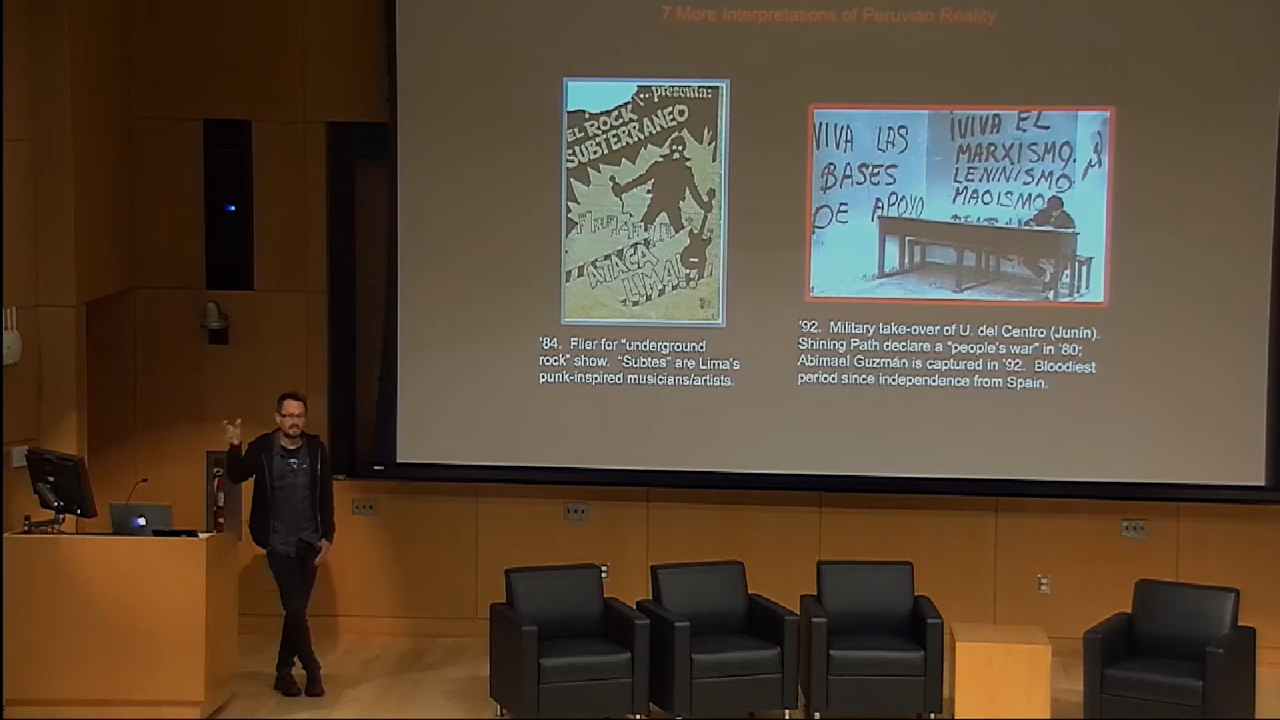 7 More Interpretations of Peruvian Reality
...presenta:
EL ROCK
SUBTERRANEO
ATACA
LIMA!!
VIVA LAS
BASES
DE APOYO
¡VIVA EL
MARXISMO,
LENINISMO
MAOISMO
'84. Flier for "underground
rock" show. "Subtes" are Lima's
punk-inspired musicians/artists.
'92. Military take-over of U. del Centro (Junín).
Shining Path declare a "people's war" in '80;
Abimael Guzmán is captured in '92. Bloodiest
period since independence from Spain.